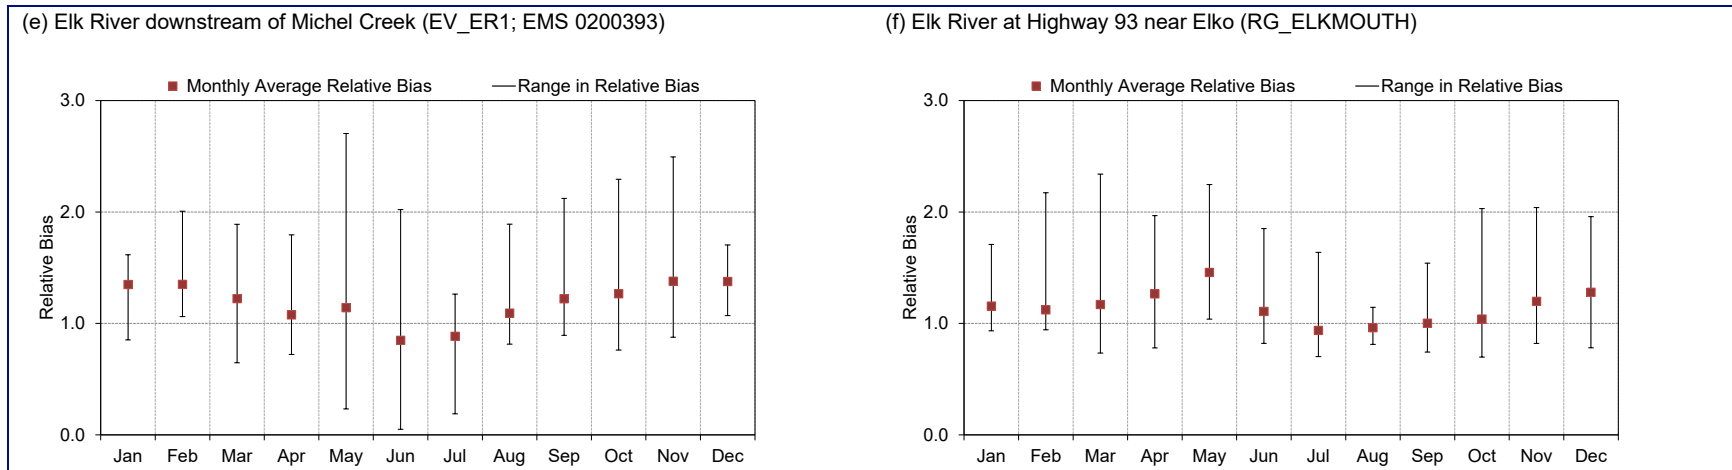 (e) Elk River downstream of Michel Creek (EV_ER1; EMS 0200393)
Monthly Average Relative Bias
Range in Relative Bias
3.0
2.0
1.0
0.0
Relative Bias
Jan Feb Mar Apr May Jun Jul Aug Sep Oct Nov Dec
(f) Elk River at Highway 93 near Elko (RG_ELKMOUTH)
Monthly Average Relative Bias
Range in Relative Bias
3.0
2.0
1.0
0.0
Relative Bias
Jan Feb Mar Apr May Jun Jul Aug Sep Oct Nov Dec